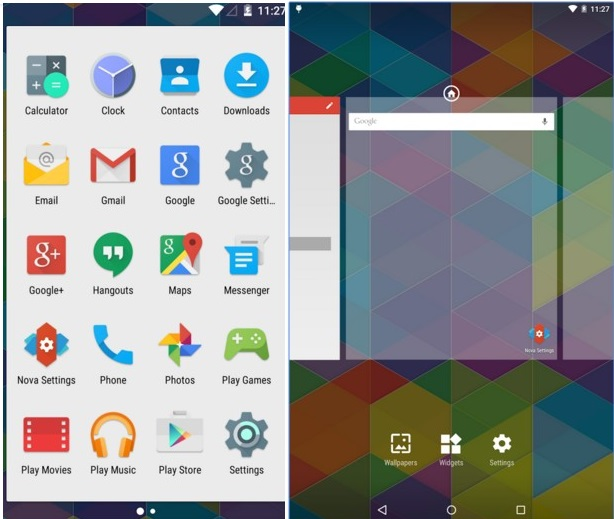 11:27
Calculator Clock Contacts Downloads
@
Email Gmail Google Google Setti...
g
g+ g
Google+ Hangouts Maps Messenger
Nova Settings Phone Photos Play Games
Play Movies Play Music Play Store Settings
11:27
Google
Nova Settings
Wallpapers Widgets Settings